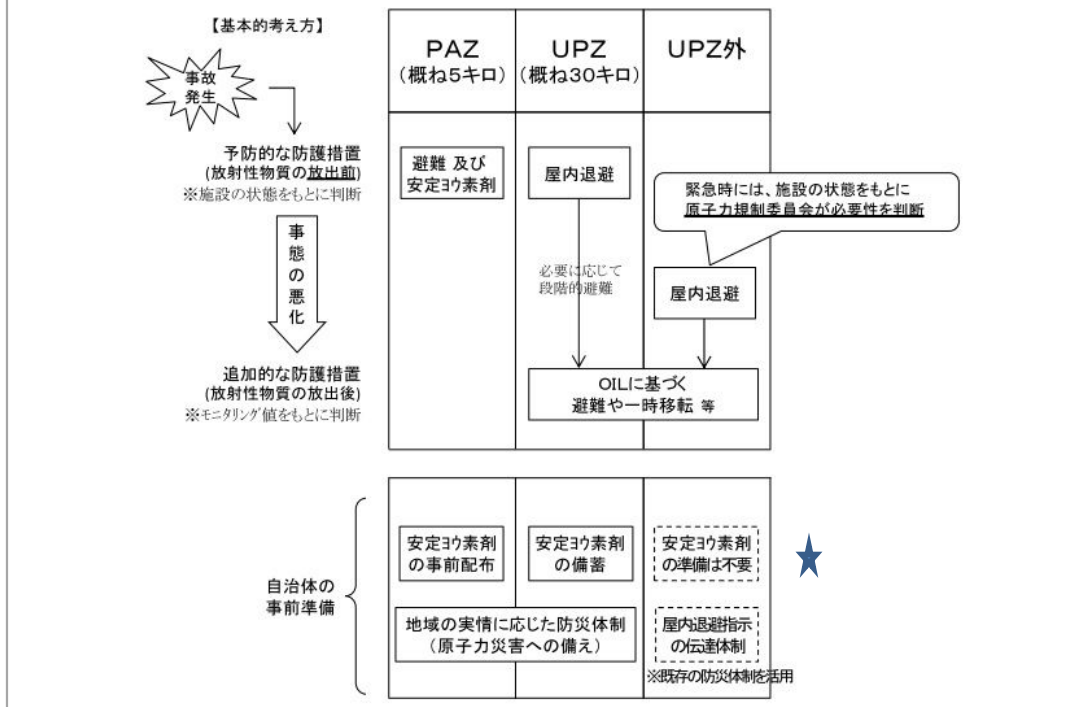 【基本的考え方】
PAZ
(概ね5キロ)
UPZ
(概ね30キロ)
UPZ外
事故
発生
予防的な防護措置
(放射性物質の放出前)
※施設の状態をもとに判断
避難 及び
安定ヨウ素剤
屋内退避
緊急時には、施設の状態をもとに
原子力規制委員会が必要性を判断
事
態
の
悪
化
必要に応じて
段階的避難
屋内退避
追加的な防護措置
(放射性物質の放出後)
※モニタリング値をもとに判断
OILに基づく
避難や一時移転 等
自治体の
事前準備
安定ヨウ素剤
の事前配布
安定ヨウ素剤
の備蓄
安定ヨウ素剤
の準備は不要
地域の実情に応じた防災体制
(原子力災害への備え)
屋内退避指示
の伝達体制
※既存の防災体制を活用